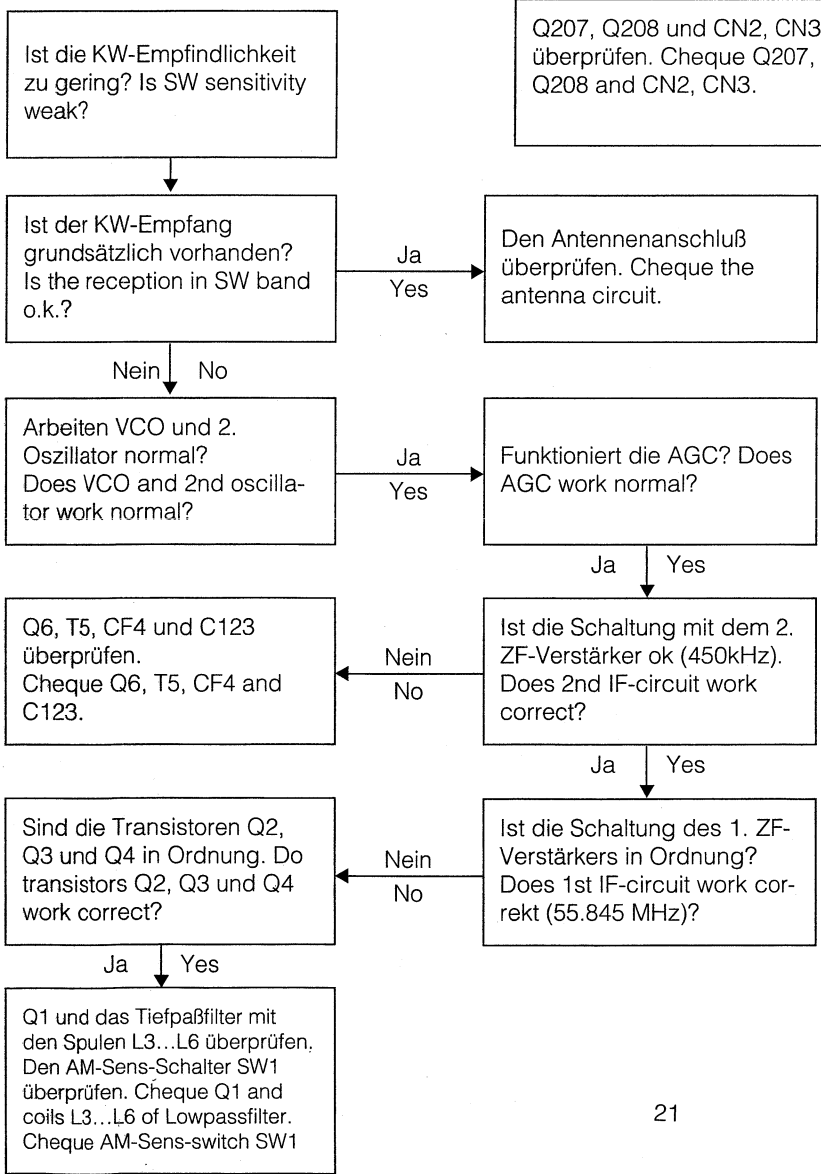 Ist die KW-Empfindlichkeit
zu gering? Is SW sensitivity
weak?
Q207, Q208 und CN2, CN3
überprüfen. Cheque Q207,
Q208 and CN2, CN3.
Ist der KW-Empfang
grundsätzlich vorhanden?
Is the reception in SW band
o.k.?
Ja
Yes
Den Antennenanschluß
überprüfen. Cheque the
antenna circuit.
Nein No
Arbeiten VCO und 2.
Oszillator normal?
Does VCO and 2nd oscilla-
tor work normal?
Ja
Yes
Funktioniert die AGC? Does
AGC work normal?
Ja Yes
Ist die Schaltung mit dem 2.
ZF-Verstärker ok (450kHz).
Does 2nd IF-circuit work
correct?
Nein
No
Q6, T5, CF4 und C123
überprüfen.
Cheque Q6, T5, CF4 and
C123.
Ja Yes
Ist die Schaltung des 1. ZF-
Verstärkers in Ordnung?
Does 1st IF-circuit work cor-
rekt (55.845 MHz)?
Nein
No
Sind die Transistoren Q2,
Q3 und Q4 in Ordnung. Do
transistors Q2, Q3 und Q4
work correct?
Ja Yes
Q1 und das Tiefpaßfilter mit
den Spulen L3...L6 überprüfen.
Den AM-Sens-Schalter SW1
überprüfen. Cheque Q1 and
coils L3...L6 of Lowpassfilter.
Cheque AM-Sens-switch SW1
21